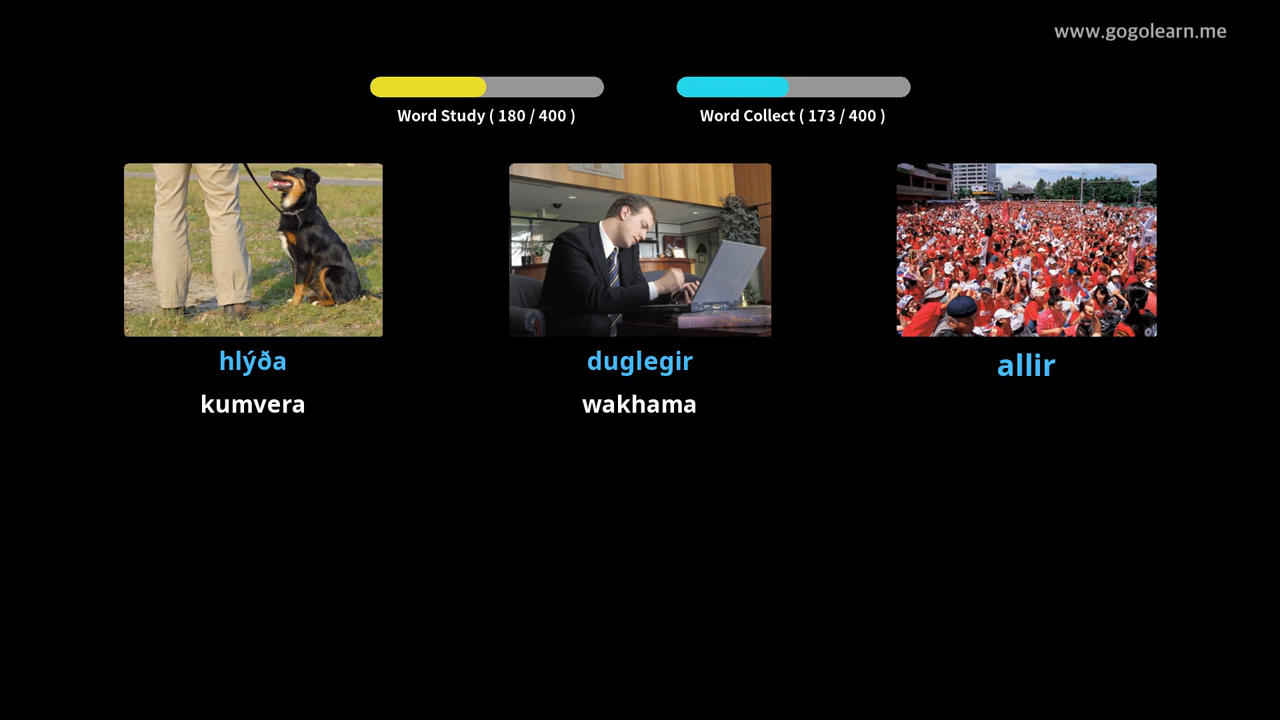 www.gogolearn.me
Word Study ( 180 / 400 )
Word Collect ( 173 / 400 )
hlýða
duglegir
allir
kumvera
wakhama